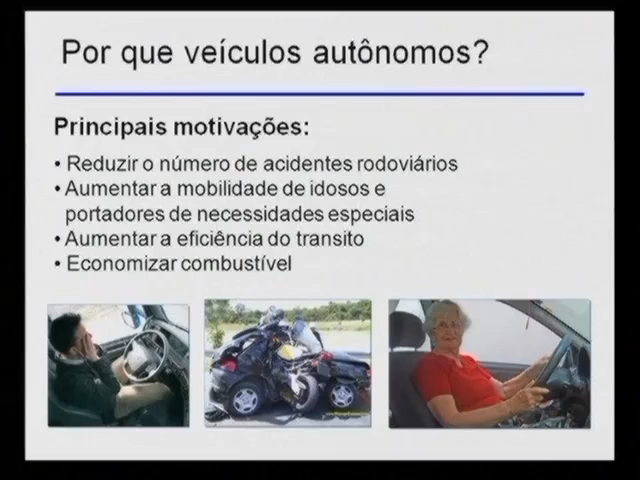 Por que veículos autônomos?
Principais motivações:
• Reduzir o número de acidentes rodoviários
• Aumentar a mobilidade de idosos e
portadores de necessidades especiais
• Aumentar a eficiência do transito
• Economizar combustível